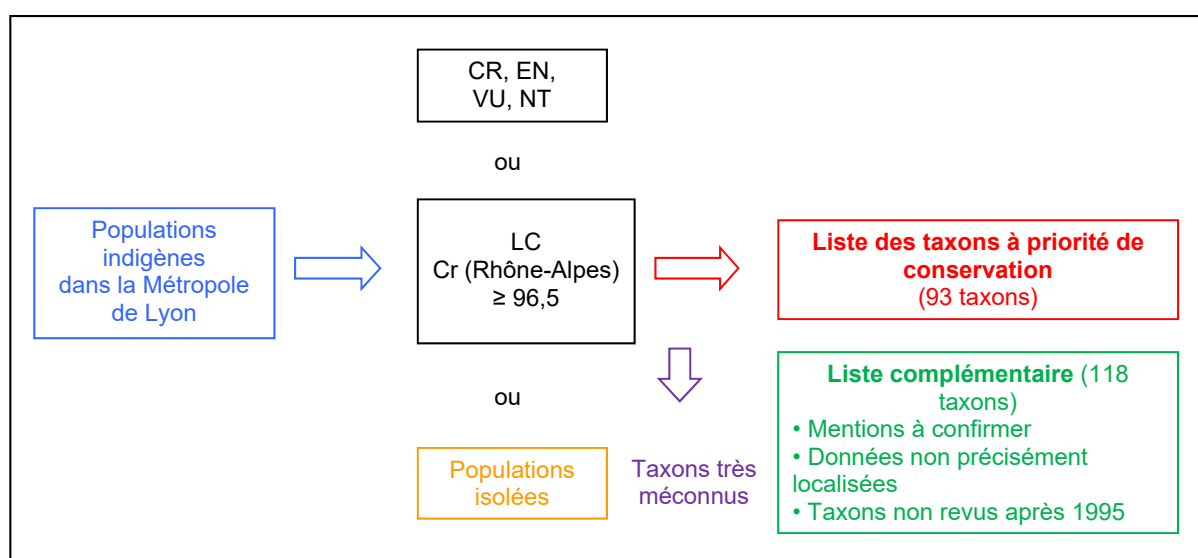 CR, EN,
VU, NT
ou
Populations
indigènes
dans la Métropole
de Lyon
LC
Cr (Rhône-Alpes)
≥ 96,5
Liste des taxons à priorité de
conservation
(93 taxons)
ou
Populations
isolées
Taxons très
méconnus
Liste complémentaire (118
taxons)
• Mentions à confirmer
• Données non précisément
localisées
• Taxons non revus après 1995